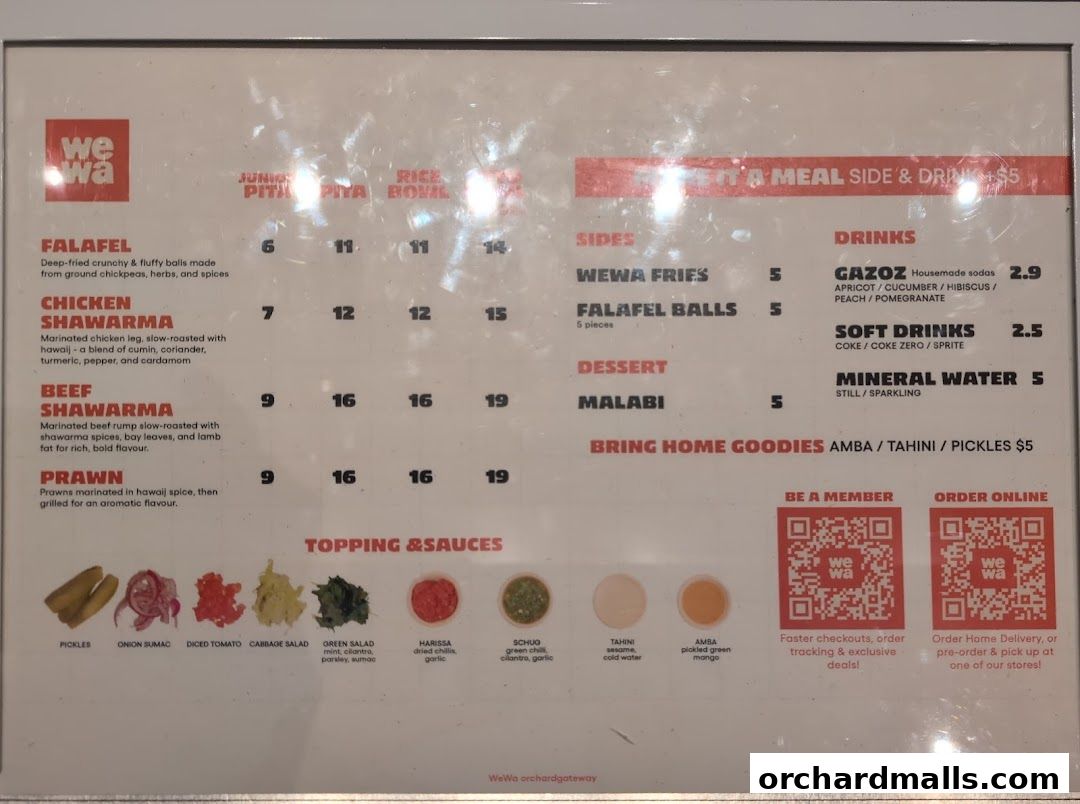 we
wa
JUNIOR
PITA
PITA
RICE
BOWL
FALAFEL 6 11 11 14
Deep-fried crunchy & fluffy balls made
from ground chickpeas, herbs, and spices
CHICKEN
SHAWARMA 7 12 12 15
Marinated chicken leg, slow-roasted with
hawaij - a blend of cumin, coriander,
turmeric, pepper, and cardamom
BEEF
SHAWARMA 9 16 16 19
Marinated beef rump slow-roasted with
shawarma spices, bay leaves, and lamb
fat for rich, bold flavour.
PRAWN 9 16 16 19
Prawns marinated in hawaij spice, then
grilled for an aromatic flavour.
IT'A MEAL SIDE & DRINK +$5
SIDES
WEWA FRIES 5
FALAFEL BALLS 5
5 pieces
DESSERT
MALABI 5
DRINKS
GAZOZ Housemade sodas 2.9
APRICOT / CUCUMBER / HIBISCUS /
PEACH / POMEGRANATE
SOFT DRINKS 2.5
COKE / COKE ZERO / SPRITE
MINERAL WATER 5
STILL / SPARKLING
BRING HOME GOODIES AMBA / TAHINI / PICKLES $5
TOPPING &SAUCES
PICKLES
ONION SUMAC
DICED TOMATO
CABBAGE SALAD
GREEN SALAD
mint, cilantro,
parsley, sumac
HARISSA
dried chillis,
garlic
SCHUG
green chilli,
cilantro, garlic
TAHINI
sesame,
cold water
AMBA
pickled green
mango
BE A MEMBER
we
wa
Faster checkouts, order
tracking & exclusive
deals!
ORDER ONLINE
we
wa
Order Home Delivery, or
pre-order & pick up at
one of our stores!
WeWa orchardgateway
orchardmalls.com